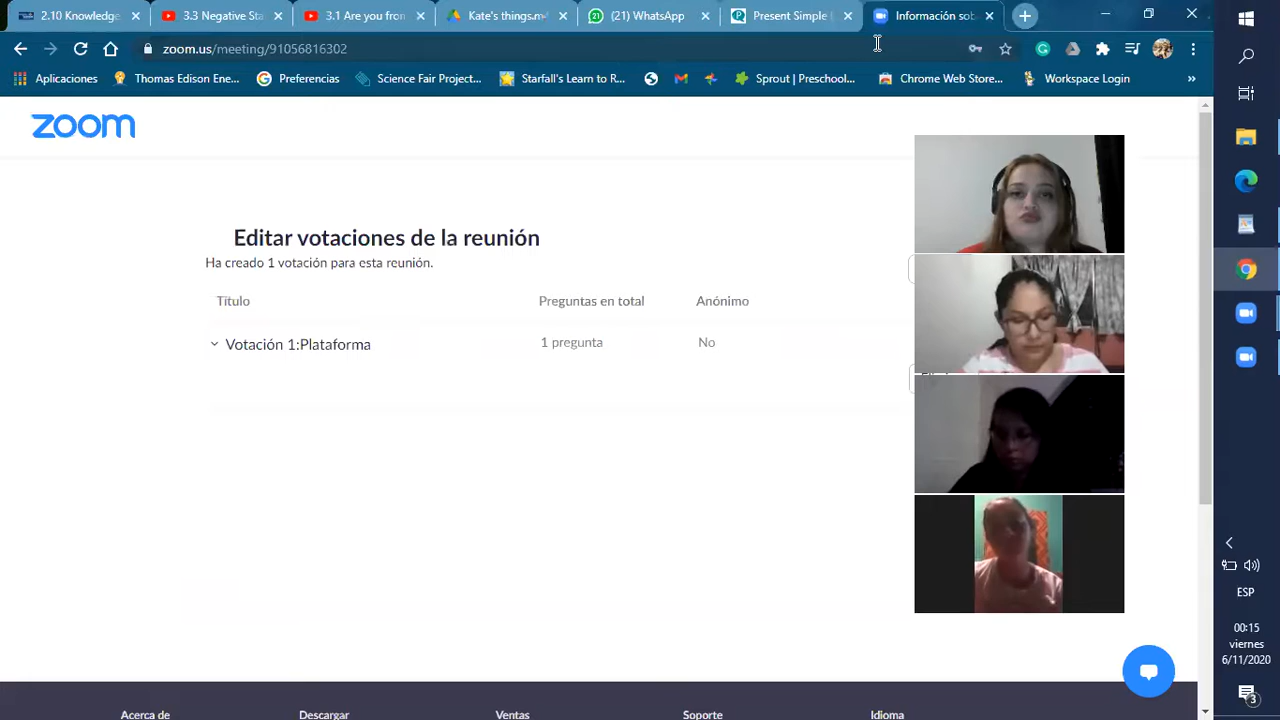 2.10 Knowledge
3.3 Negative Sta
3.1 Are you fron
Kate's things.m4
(21) WhatsApp
Present Simple I
Información sob
zoom.us/meeting/91056816302
Aplicaciones
Thomas Edison Ene...
Preferencias
Science Fair Project...
Starfall's Learn to R...
Sprout | Preschool...
Chrome Web Store...
Workspace Login
»
zoom
Editar votaciones de la reunión
Ha creado 1 votación para esta reunión.
Título
Preguntas en total
Anónimo
Votación 1:Plataforma
1 pregunta
No
ESP
00:15
viernes
6/11/2020
3
Acerca de
Descargar
Ventas
Soporte
Idioma